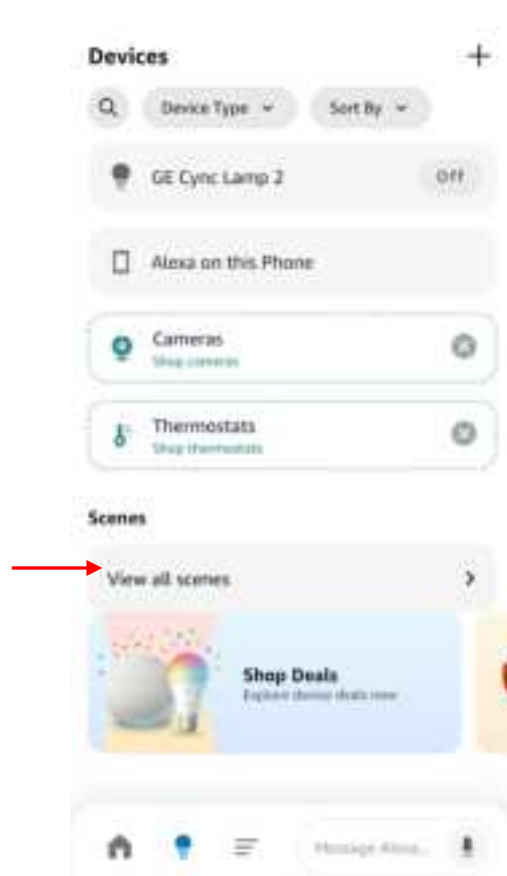 Devices
Device Type
Sort By
GE Cync Lamp 2
Off
Alexa on this Phone
Cameras
Shop cameras
Thermostats
Shop thermostats
Scenes
View all scenes
Shop Deals
Explore device deals now
Message Alexa...